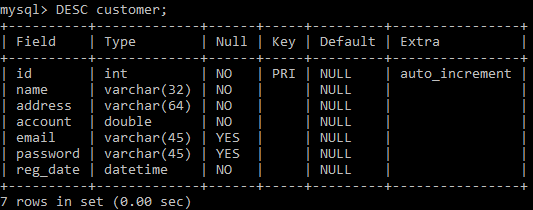 mysql> DESC customer;
+----------+-------------+------+-----+---------+----------------+
| Field    | Type        | Null | Key | Default | Extra          |
+----------+-------------+------+-----+---------+----------------+
| id       | int         | NO   | PRI | NULL    | auto_increment |
| name     | varchar(32) | NO   |     | NULL    |                |
| address  | varchar(64) | NO   |     | NULL    |                |
| account  | double      | NO   |     | NULL    |                |
| email    | varchar(45) | YES  |     | NULL    |                |
| password | varchar(45) | YES  |     | NULL    |                |
| reg_date | datetime    | NO   |     | NULL    |                |
+----------+-------------+------+-----+---------+----------------+
7 rows in set (0.00 sec)